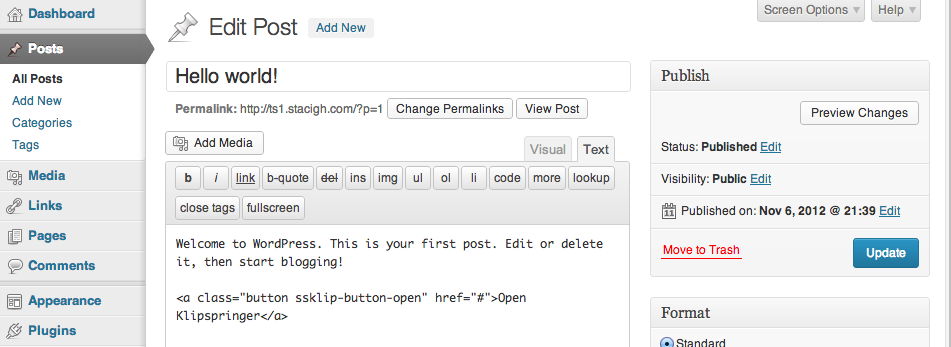 Dashboard
Posts
All Posts
Add New
Categories
Tags
Media
Links
Pages
Comments
Appearance
Plugins
Screen Options
Help
Edit Post
Add New
Hello world!
Permalink: http://ts1.stacigh.com/?p=1
Change Permalinks
View Post
Add Media
Visual
Text
b i link b-quote del ins img ul ol li code more lookup
close tags fullscreen
Welcome to WordPress. This is your first post. Edit or delete
it, then start blogging!
<a class="button ssklip-button-open" href="#">Open
Klipspringer</a>
Publish
Preview Changes
Status: Published Edit
Visibility: Public Edit
11 Published on: Nov 6, 2012 @ 21:39 Edit
Move to Trash
Update
Format
Standard